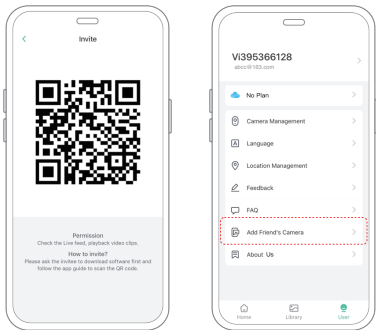 Invite
Permission
Check the Live feed, playback video clips.
How to invite?
Please ask the invitee to download software first and
follow the app guide to scan the QR code.
Vi395366128
abcc@163.com
No Plan
Camera Management
Language
Location Management
Feedback
FAQ
Add Friend's Camera
About Us
Home
Library
User